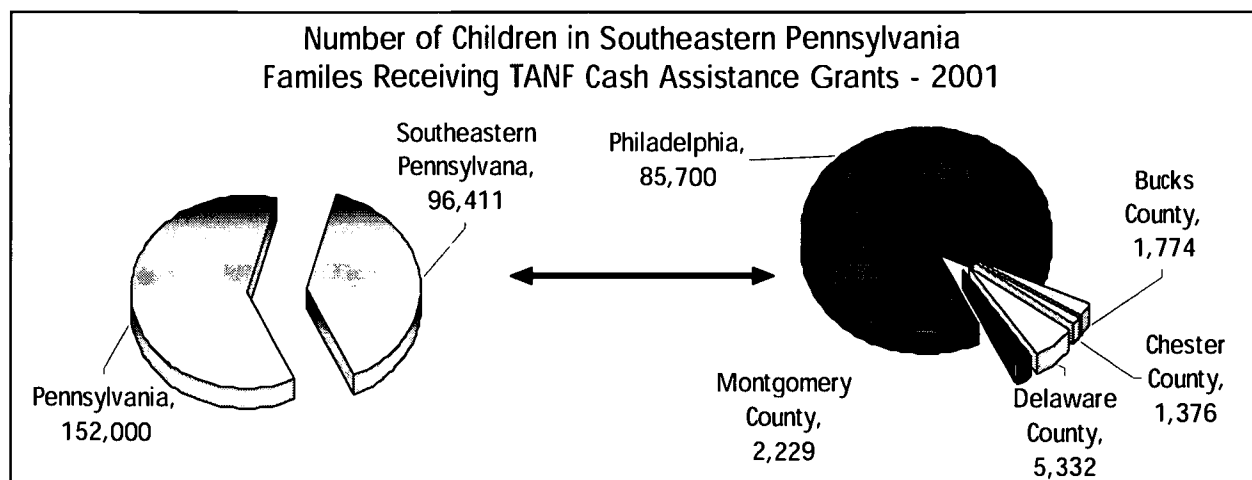 Number of Children in Southeastern Pennsylvania
Familes Receiving TANF Cash Assistance Grants - 2001
Southeastern
Pennsylvana,
96,411
Pennsylvania,
152,000
Philadelphia,
85,700
Bucks
County,
1,774
Chester
County,
1,376
Delaware
County,
5,332
Montgomery
County,
2,229